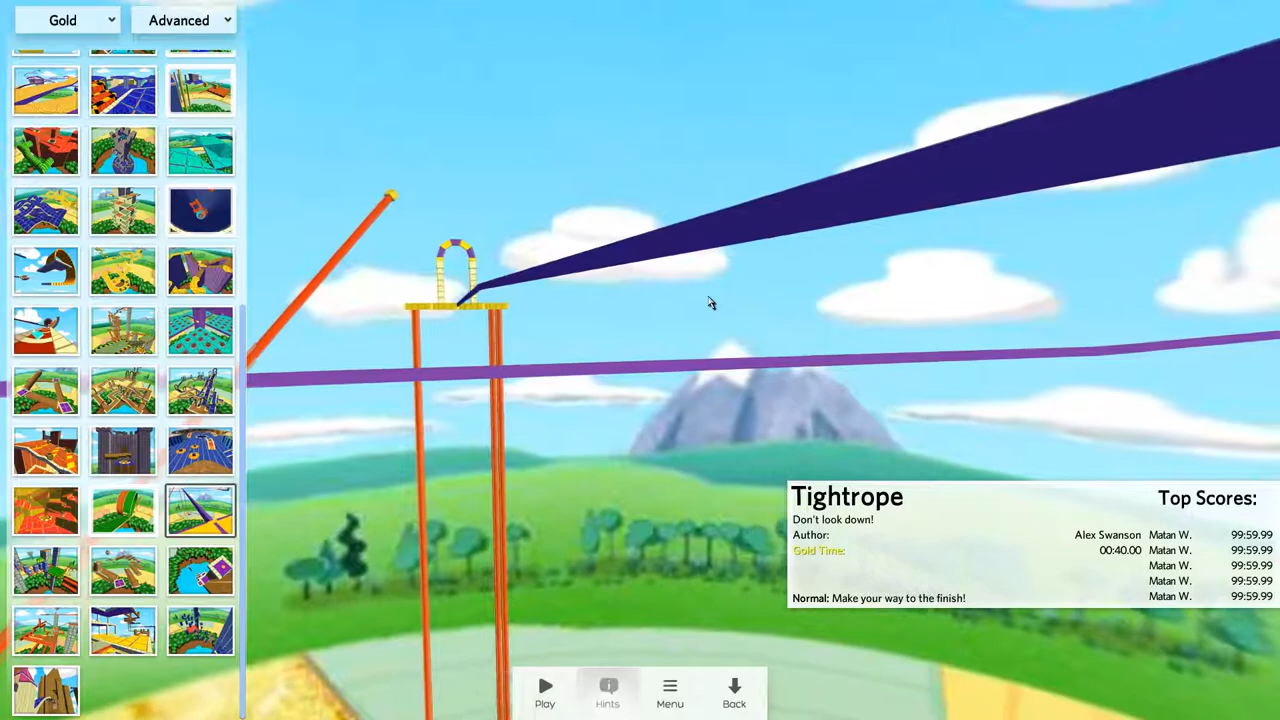 Gold Advanced
Tightrope Top Scores:
Don't look down!
Author: Alex Swanson Matan W. 99:59.99
Gold Time: 00:40.00 Matan W. 99:59.99
Matan W. 99:59.99
Matan W. 99:59.99
Normal: Make your way to the finish! Matan W. 99:59.99
Play Hints Menu Back